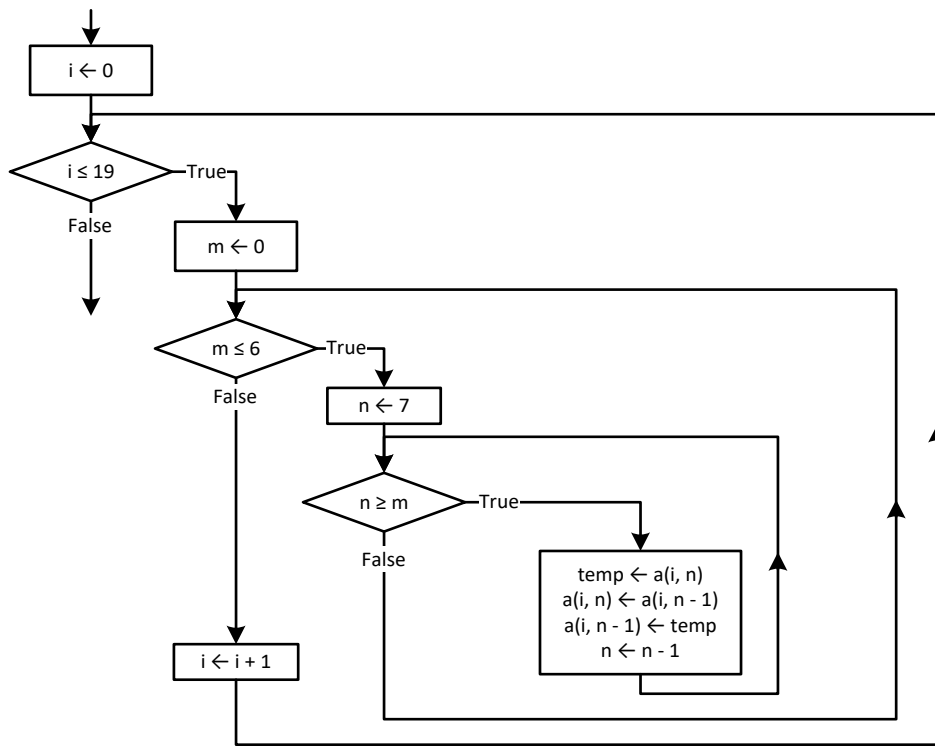 i ← 0
i ≤ 19
True
False
m ← 0
m ≤ 6
True
False
n ← 7
n ≥ m
True
False
temp ← a(i, n)
a(i, n) ← a(i, n - 1)
a(i, n - 1) ← temp
n ← n - 1
i ← i + 1